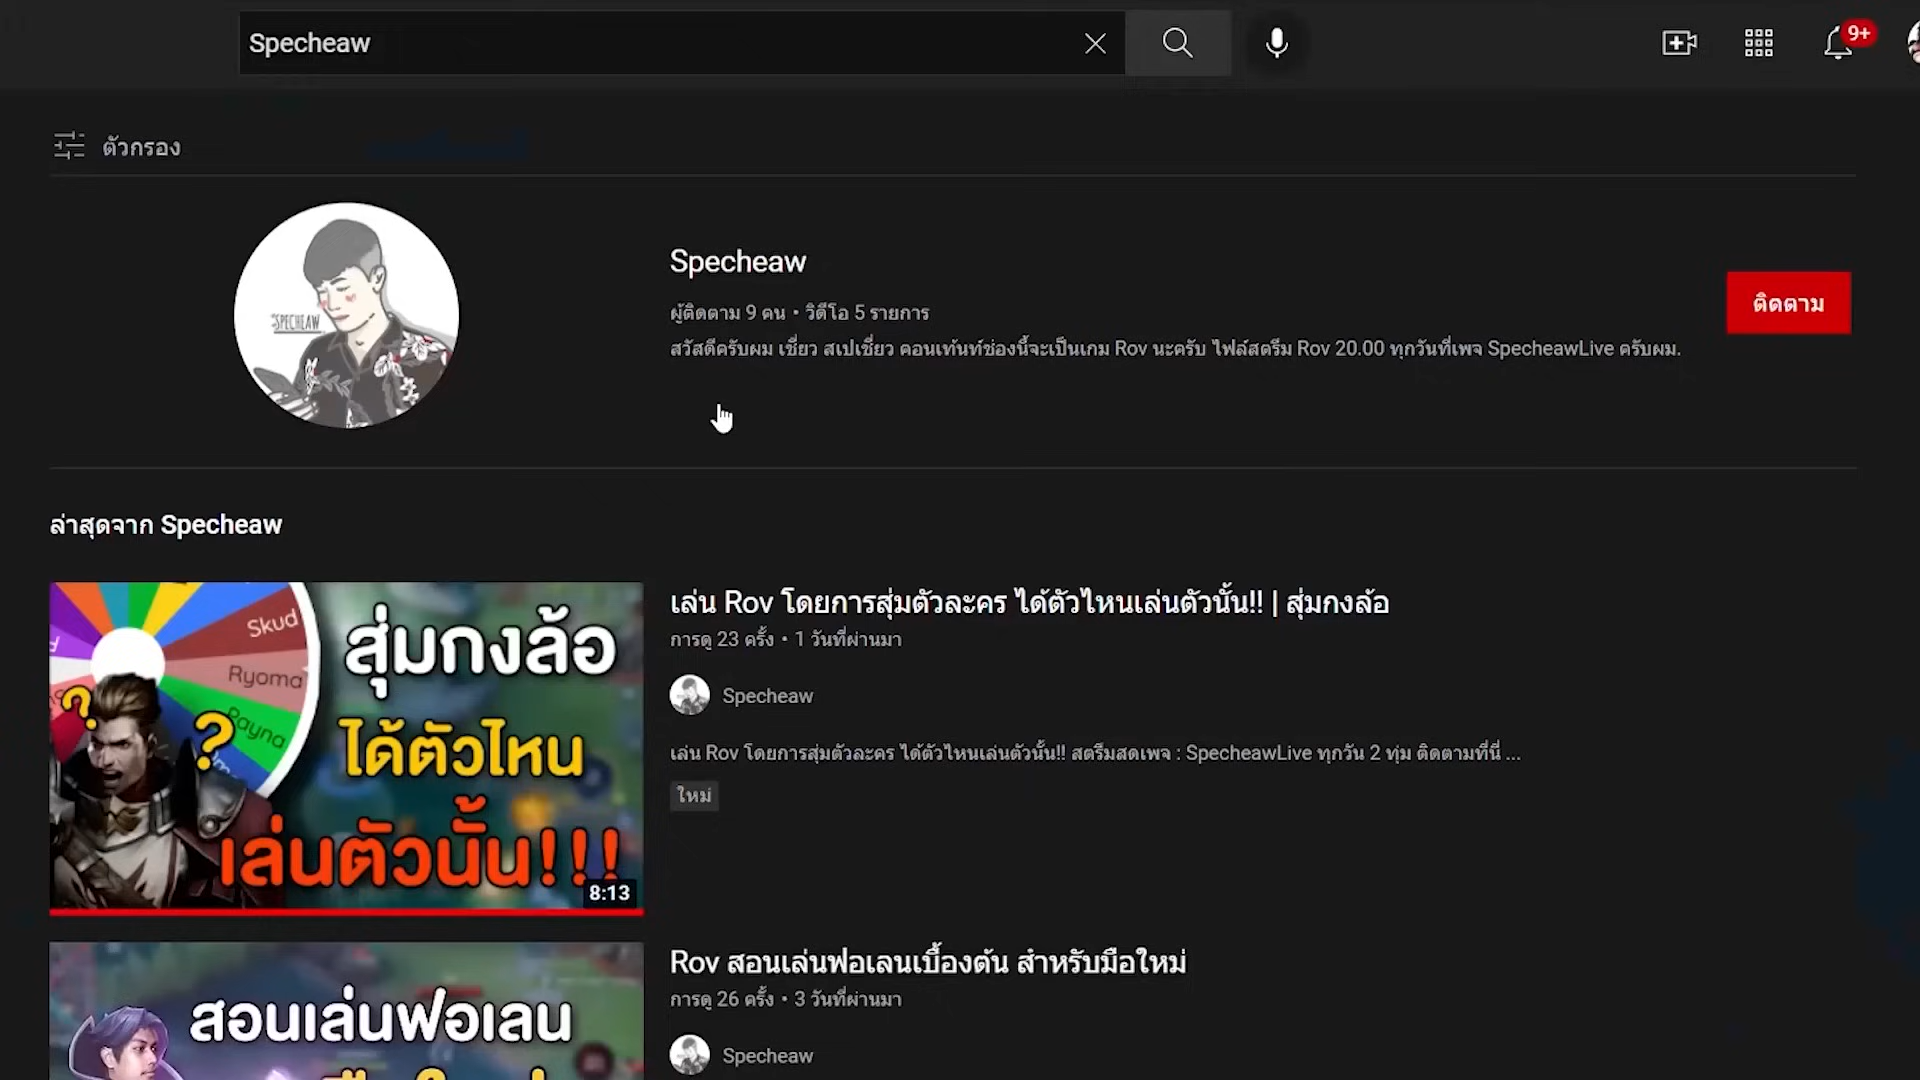 Specheaw
9+
ตัวกรอง
SPECHEAW
Specheaw
ผู้ติดตาม 9 คน • วิดีโอ 5 รายการ
สวัสดีครับผม เชี่ยว สเปเชี่ยว คอนเท้นท์ช่องนี้จะเป็นเกม Rov นะครับ ไฟล์สตรีม Rov 20.00 ทุกวันที่เพจ SpecheawLive ครับผม.
ติดตาม
ล่าสุดจาก Specheaw
Skud
Ryoma
Rayna
สุ่มกงล้อ
ได้ตัวไหน
เล่นตัวนั้น!!!
8:13
เล่น Rov โดยการสุ่มตัวละคร ได้ตัวไหนเล่นตัวนั้น!! | สุ่มกงล้อ
การดู 23 ครั้ง • 1 วันที่ผ่านมา
Specheaw
เล่น Rov โดยการสุ่มตัวละคร ได้ตัวไหนเล่นตัวนั้น!! สตรีมสดเพจ : SpecheawLive ทุกวัน 2 ทุ่ม ติดตามที่นี่ ...
ใหม่
สอนเล่นฟอเลน
Rov สอนเล่นฟอเลนเบื้องต้น สำหรับมือใหม่
การดู 26 ครั้ง • 3 วันที่ผ่านมา
Specheaw